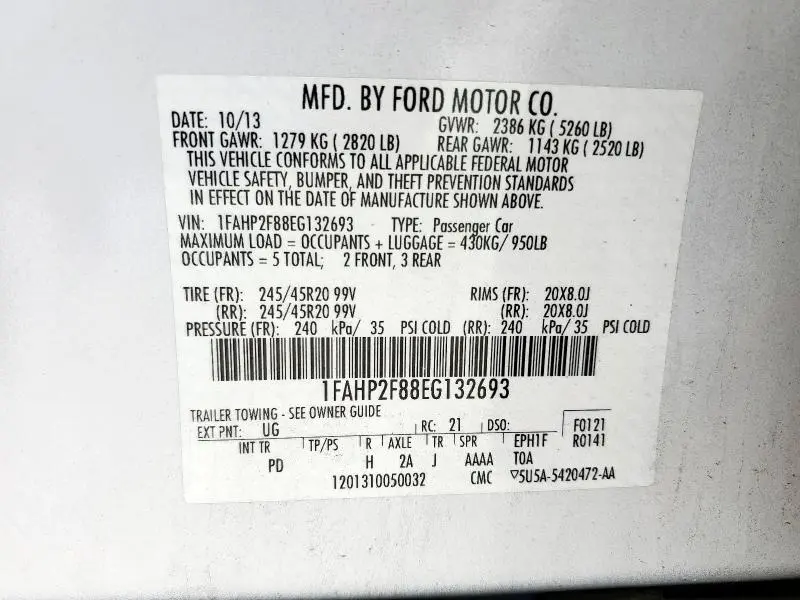 MFD. BY FORD MOTOR CO.
DATE: 10/13 GVWR: 2386 KG ( 5260 LB)
FRONT GAWR: 1279 KG ( 2820 LB) REAR GAWR: 1143 KG ( 2520 LB)
THIS VEHICLE CONFORMS TO ALL APPLICABLE FEDERAL MOTOR
VEHICLE SAFETY, BUMPER, AND THEFT PREVENTION STANDARDS
IN EFFECT ON THE DATE OF MANUFACTURE SHOWN ABOVE.
VIN: 1FAHP2F88EG132693 TYPE: Passenger Car
MAXIMUM LOAD = OCCUPANTS + LUGGAGE = 430KG/ 950LB
OCCUPANTS = 5 TOTAL; 2 FRONT, 3 REAR
TIRE (FR): 245/45R20 99V RIMS (FR): 20X8.0J
(RR): 245/45R20 99V (RR): 20X8.0J
PRESSURE (FR): 240 kPa/ 35 PSI COLD (RR): 240 kPa/ 35 PSI COLD
1FAHP2F88EG132693
TRAILER TOWING - SEE OWNER GUIDE
EXT PNT: UG RC: 21 DSO: F0121
INT TR TP/PS R AXLE TR SPR EPH1F R0141
PD H 2A J AAAA T0A
1201310050032 CMC ▽5U5A-5420472-AA